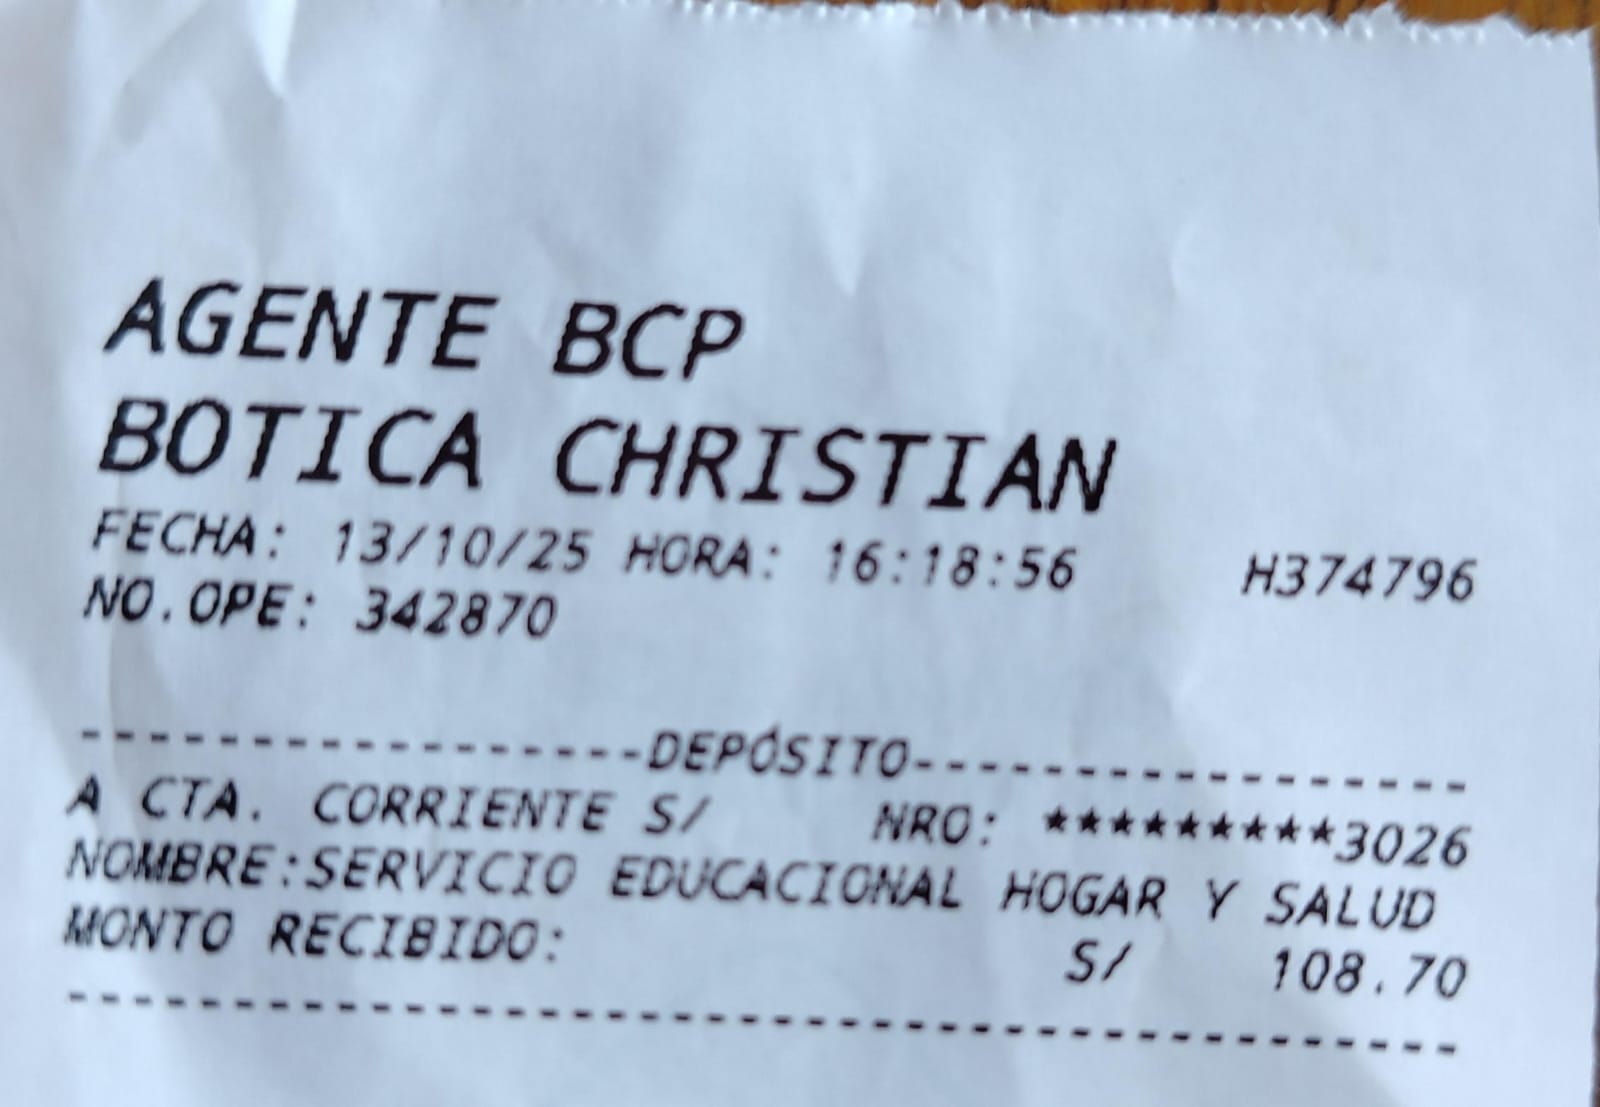 AGENTE BCP
BOTICA CHRISTIAN
FECHA: 13/10/25 HORA: 16:18:56 H374796
NO.OPE: 342870
------------------DEPÓSITO------------------
A CTA. CORRIENTE S/ NRO: *********3026
NOMBRE:SERVICIO EDUCACIONAL HOGAR Y SALUD
MONTO RECIBIDO: S/ 108.70
--------------------------------------------